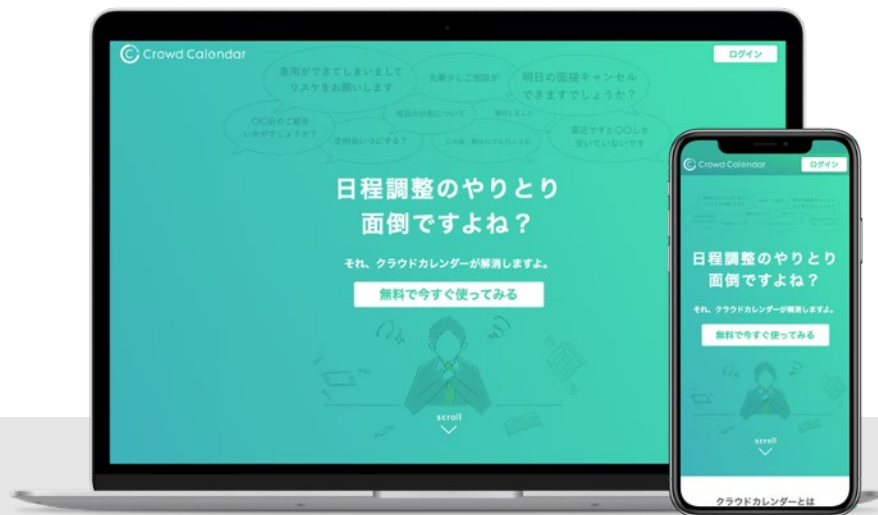 Crowd Calendar
ログイン
急用ができてしまいまして
リスケをお願いします
先輩少しご相談が
明日の面接キャンセル
できますでしょうか？
〇〇日のご都合
いかがでしょうか？
商談の日程について
直近ですと〇〇しか
空いていないです
定例会いつにする？
日程調整のやりとり
面倒ですよね？
それ、クラウドカレンダーが解消しますよ。
無料で今すぐ使ってみる
scroll
Crowd Calendar
ログイン
日程調整のやりとり
面倒ですよね？
それ、クラウドカレンダーが解消しますよ。
無料で今すぐ使ってみる
scroll
クラウドカレンダーとは